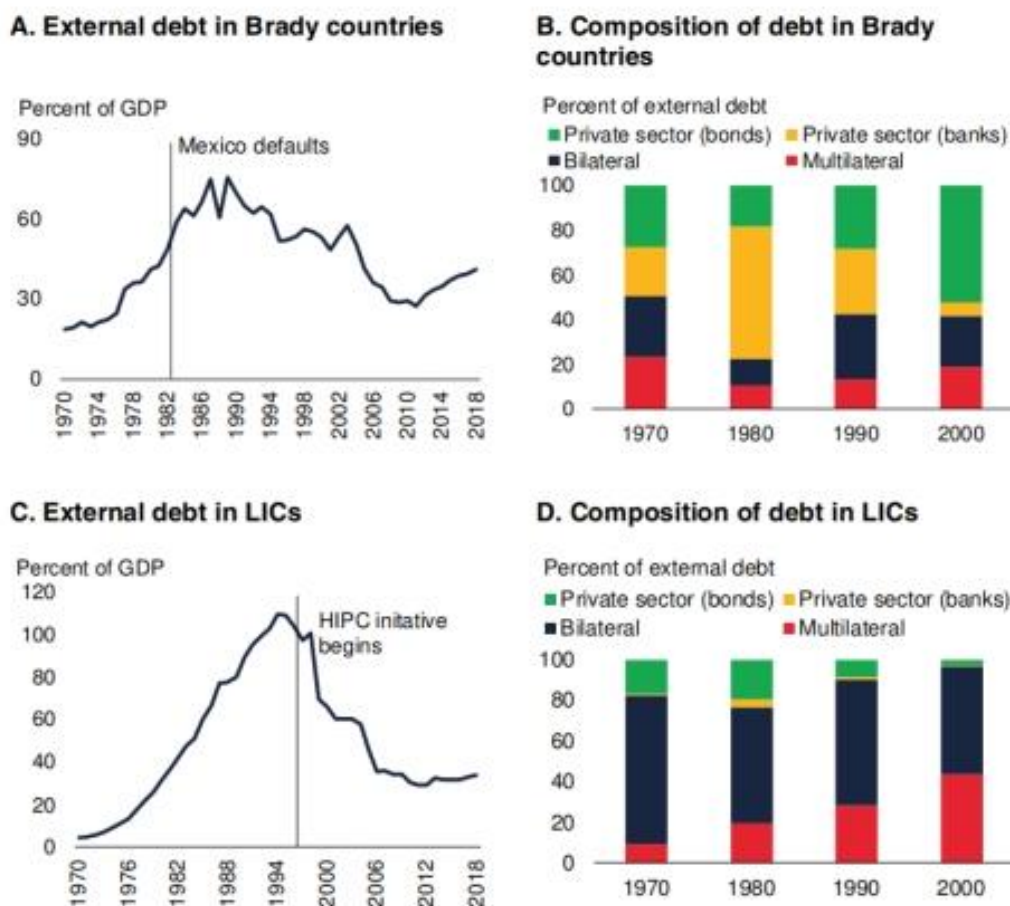 A. External debt in Brady countries
Percent of GDP
90
60
30
0
Mexico defaults
1970
1974
1978
1982
1986
1990
1994
1998
2002
2006
2010
2014
2018
B. Composition of debt in Brady
countries
Percent of external debt
Private sector (bonds) Private sector (banks)
Bilateral Multilateral
100
80
60
40
20
0
1970 1980 1990 2000
C. External debt in LICs
Percent of GDP
120
100
80
60
40
20
0
HIPC initative
begins
1970
1976
1982
1988
1994
2000
2006
2012
2018
D. Composition of debt in LICs
Percent of external debt
Private sector (bonds) Private sector (banks)
Bilateral Multilateral
100
80
60
40
20
0
1970 1980 1990 2000